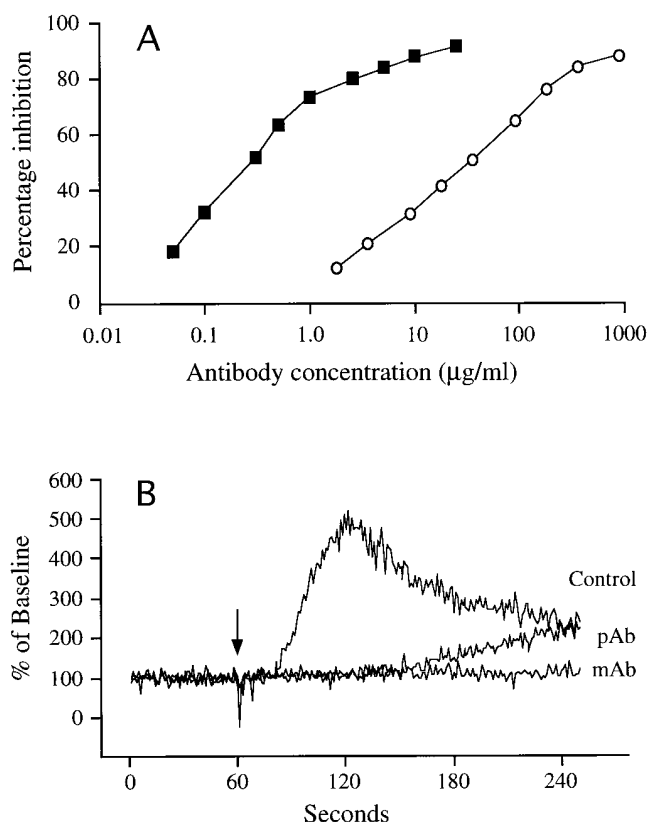 A
100
80
60
40
20
0
Percentage inhibition
0.01 0.1 1.0 10 100 1000
Antibody concentration (μg/ml)
B
600
500
400
300
200
100
0
% of Baseline
Control
pAb
mAb
0 60 120 180 240
Seconds